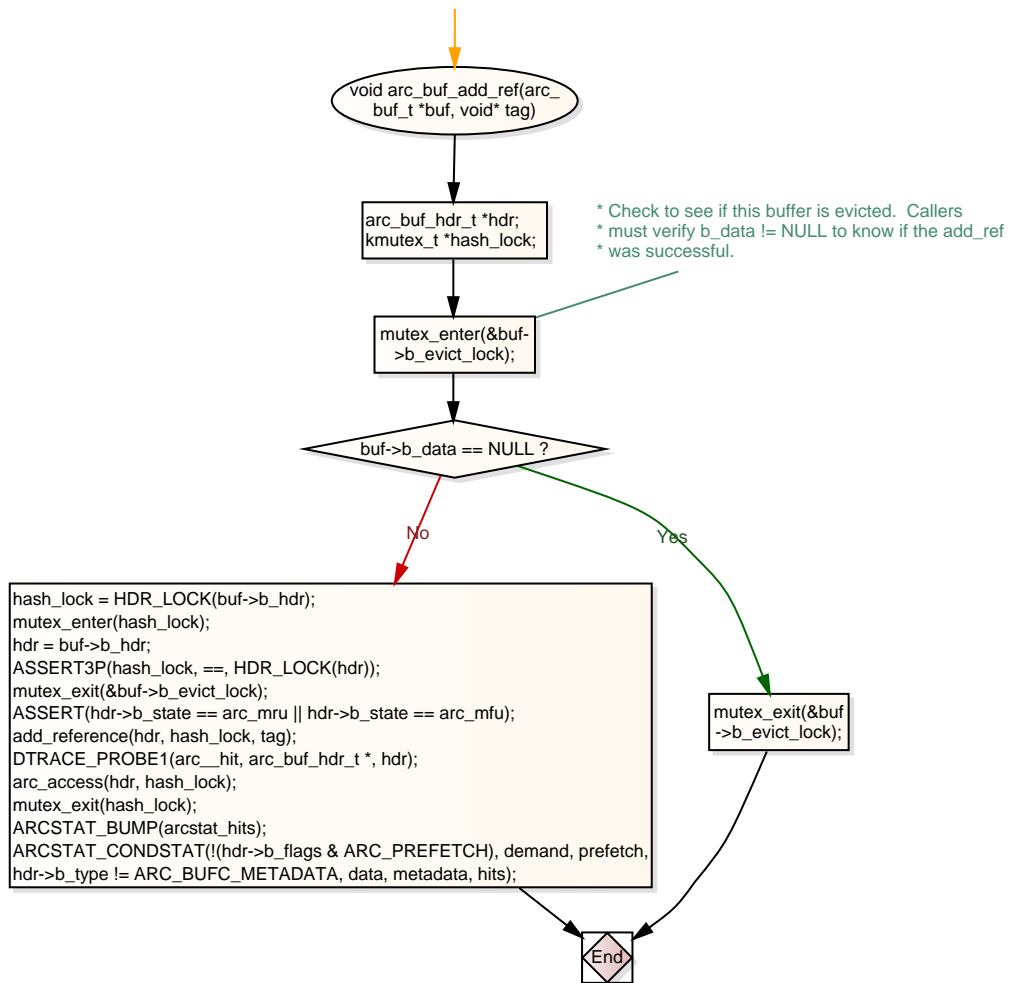 void arc_buf_add_ref(arc_
buf_t *buf, void* tag)
arc_buf_hdr_t *hdr;
kmutex_t *hash_lock;
* Check to see if this buffer is evicted.  Callers
* must verify b_data != NULL to know if the add_ref
* was successful.
mutex_enter(&buf-
>b_evict_lock);
buf->b_data == NULL ?
No
Yes
hash_lock = HDR_LOCK(buf->b_hdr);
mutex_enter(hash_lock);
hdr = buf->b_hdr;
ASSERT3P(hash_lock, ==, HDR_LOCK(hdr));
mutex_exit(&buf->b_evict_lock);
ASSERT(hdr->b_state == arc_mru || hdr->b_state == arc_mfu);
add_reference(hdr, hash_lock, tag);
DTRACE_PROBE1(arc__hit, arc_buf_hdr_t *, hdr);
arc_access(hdr, hash_lock);
mutex_exit(hash_lock);
ARCSTAT_BUMP(arcstat_hits);
ARCSTAT_CONDSTAT(!(hdr->b_flags & ARC_PREFETCH), demand, prefetch,
hdr->b_type != ARC_BUFC_METADATA, data, metadata, hits);
mutex_exit(&buf
->b_evict_lock);
End